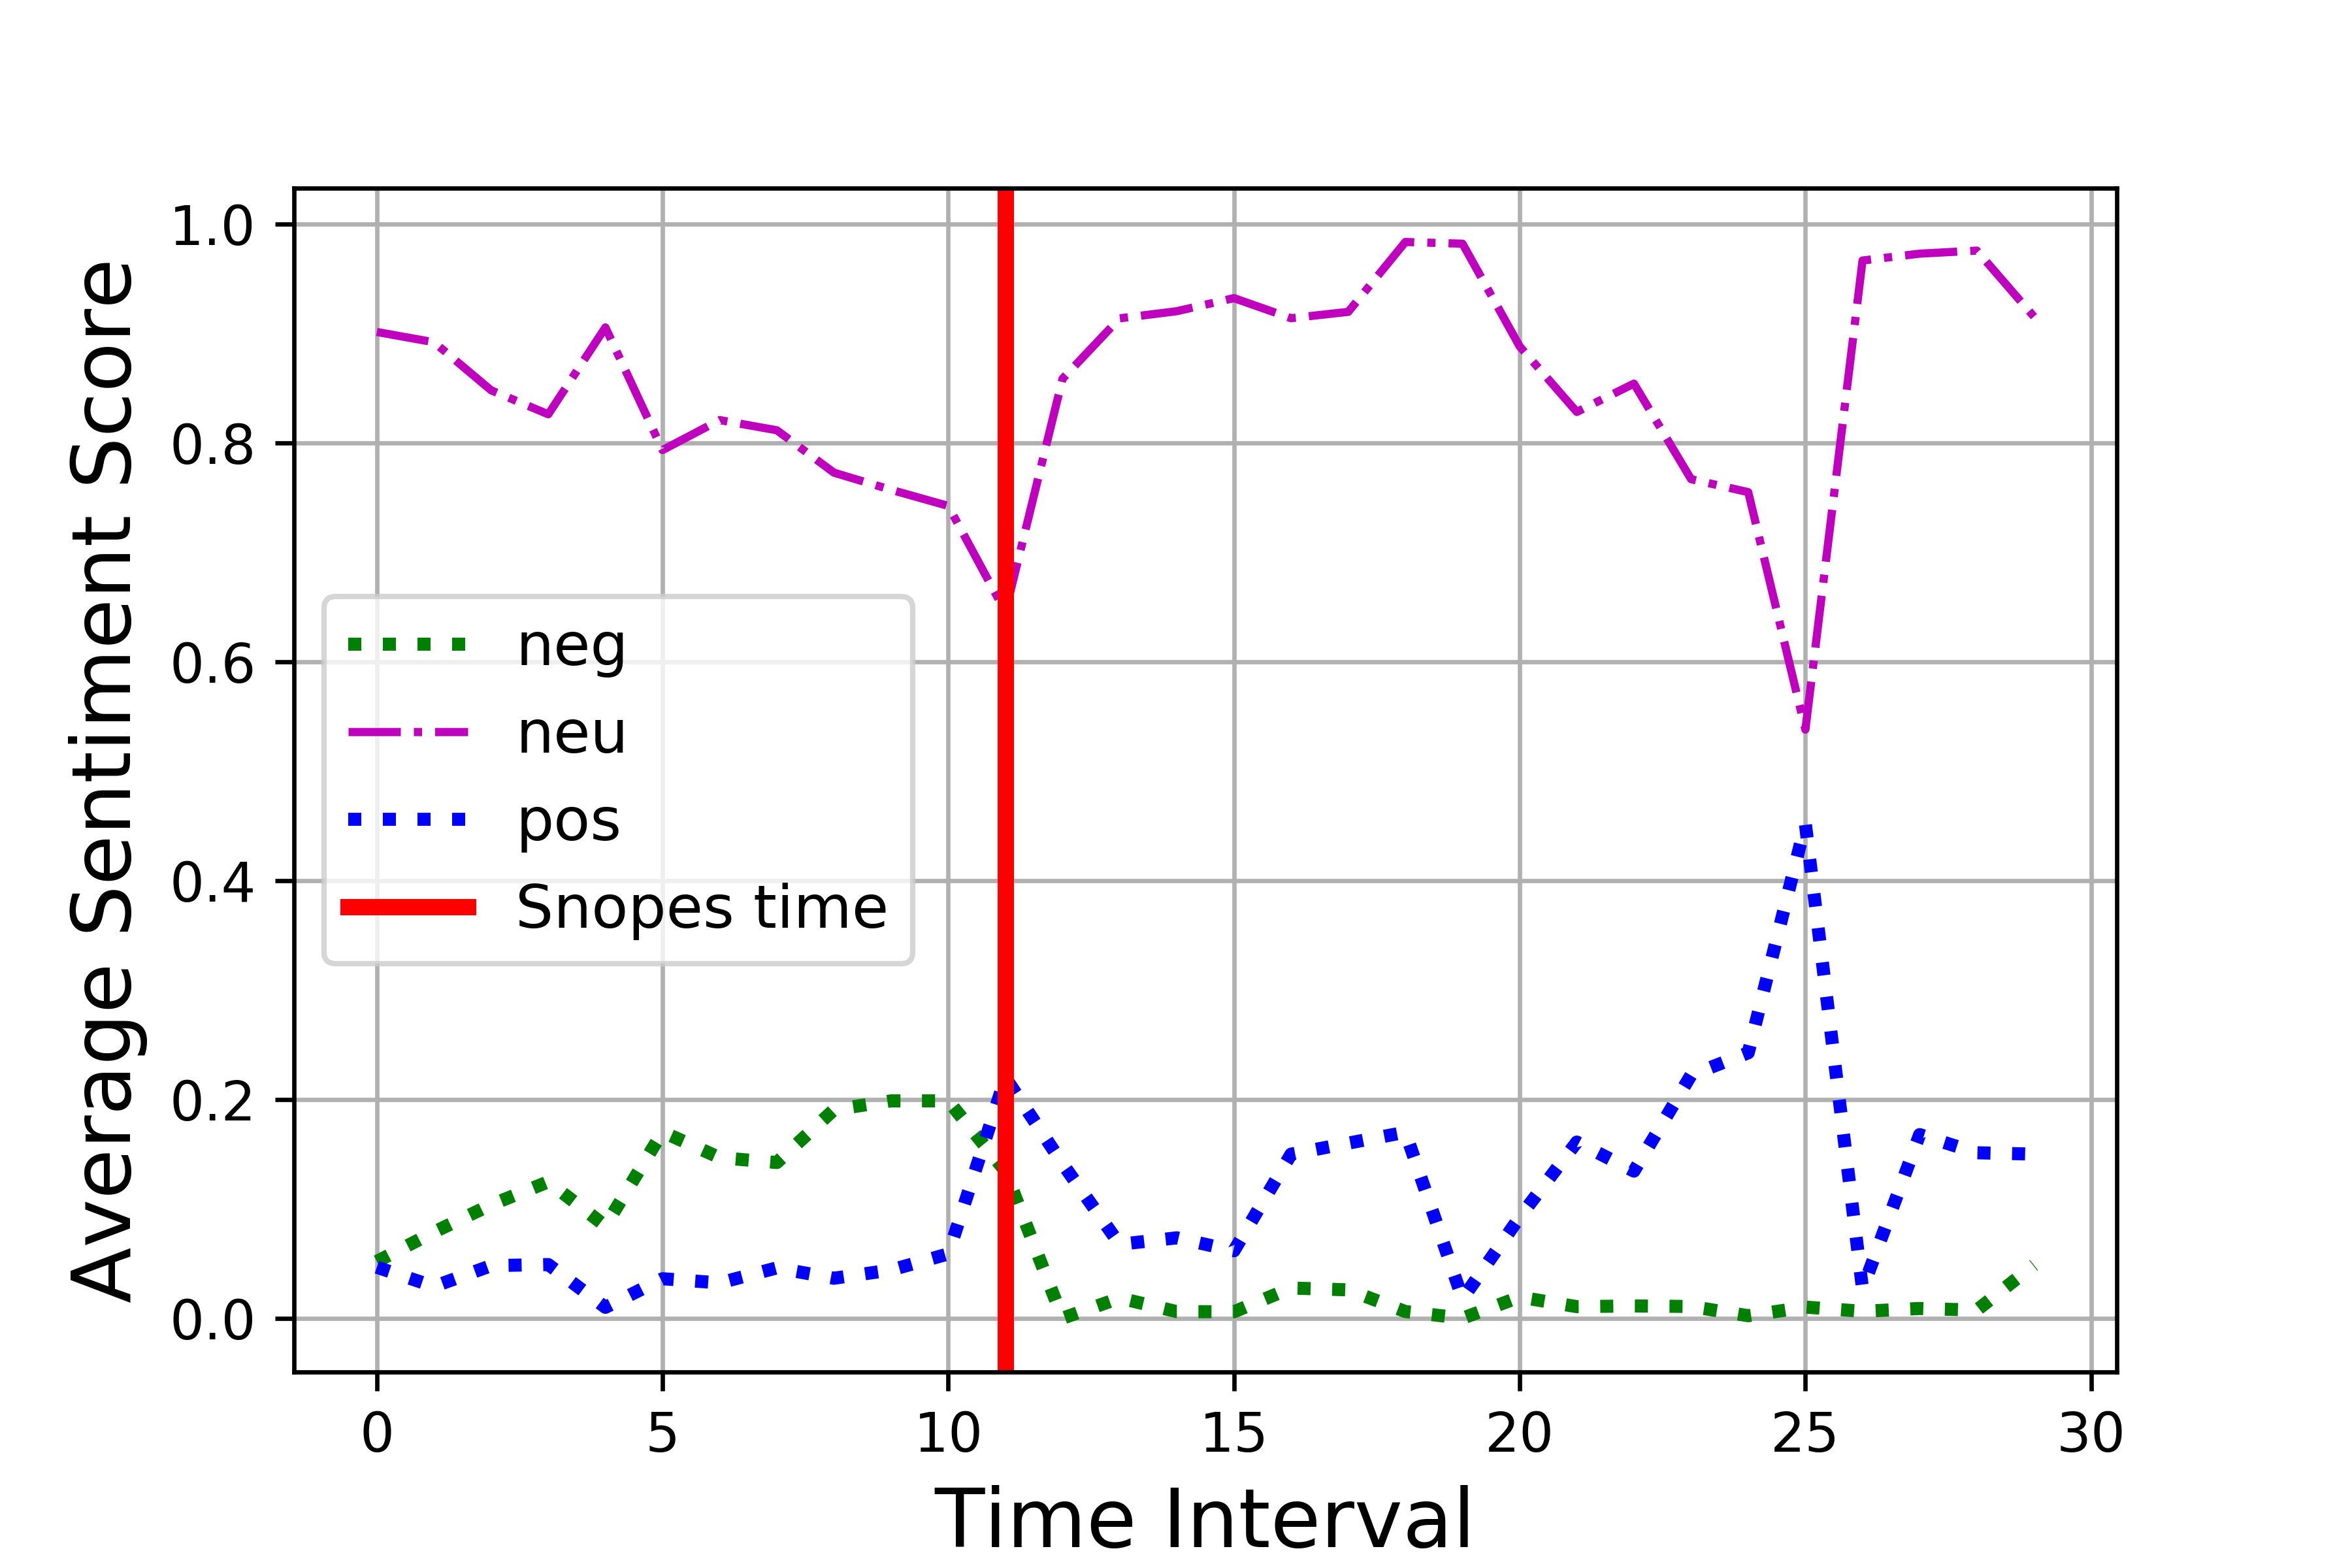 Average Sentiment Score
1.0
0.8
0.6
0.4
0.2
0.0
neg
neu
pos
Snopes time
0 5 10 15 20 25 30
Time Interval